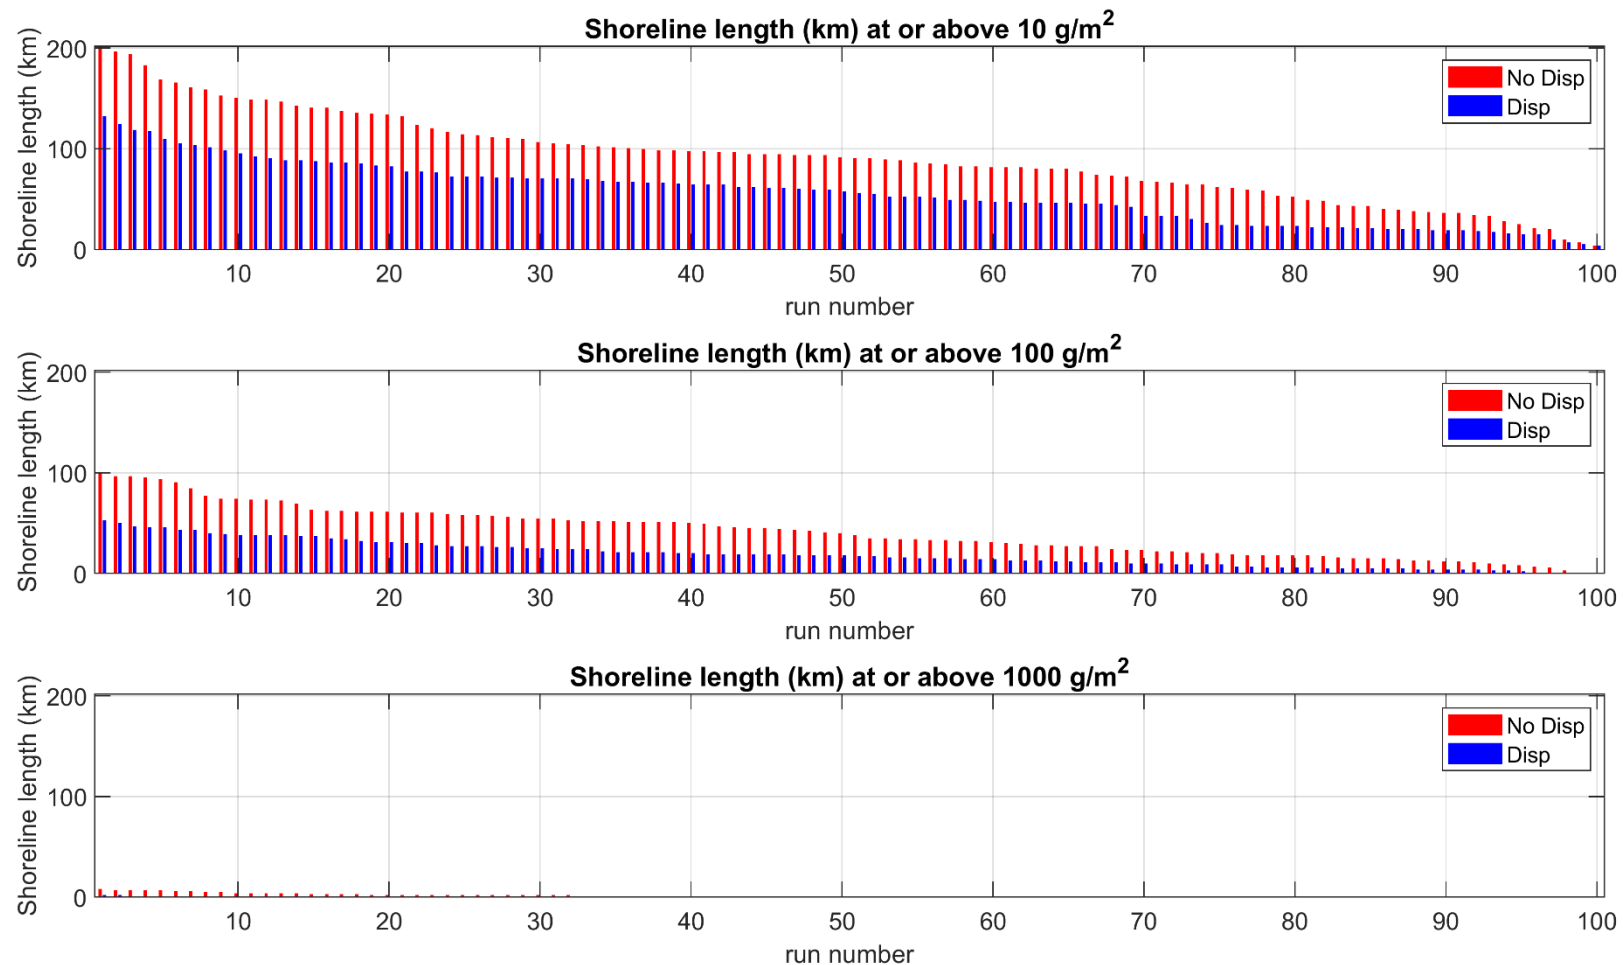 Shoreline length (km) at or above 10 g/m²
Shoreline length (km)
200
100
0
No Disp
Disp
10 20 30 40 50 60 70 80 90 100
run number
Shoreline length (km) at or above 100 g/m²
Shoreline length (km)
200
100
0
No Disp
Disp
10 20 30 40 50 60 70 80 90 100
run number
Shoreline length (km) at or above 1000 g/m²
Shoreline length (km)
200
100
0
No Disp
Disp
10 20 30 40 50 60 70 80 90 100
run number